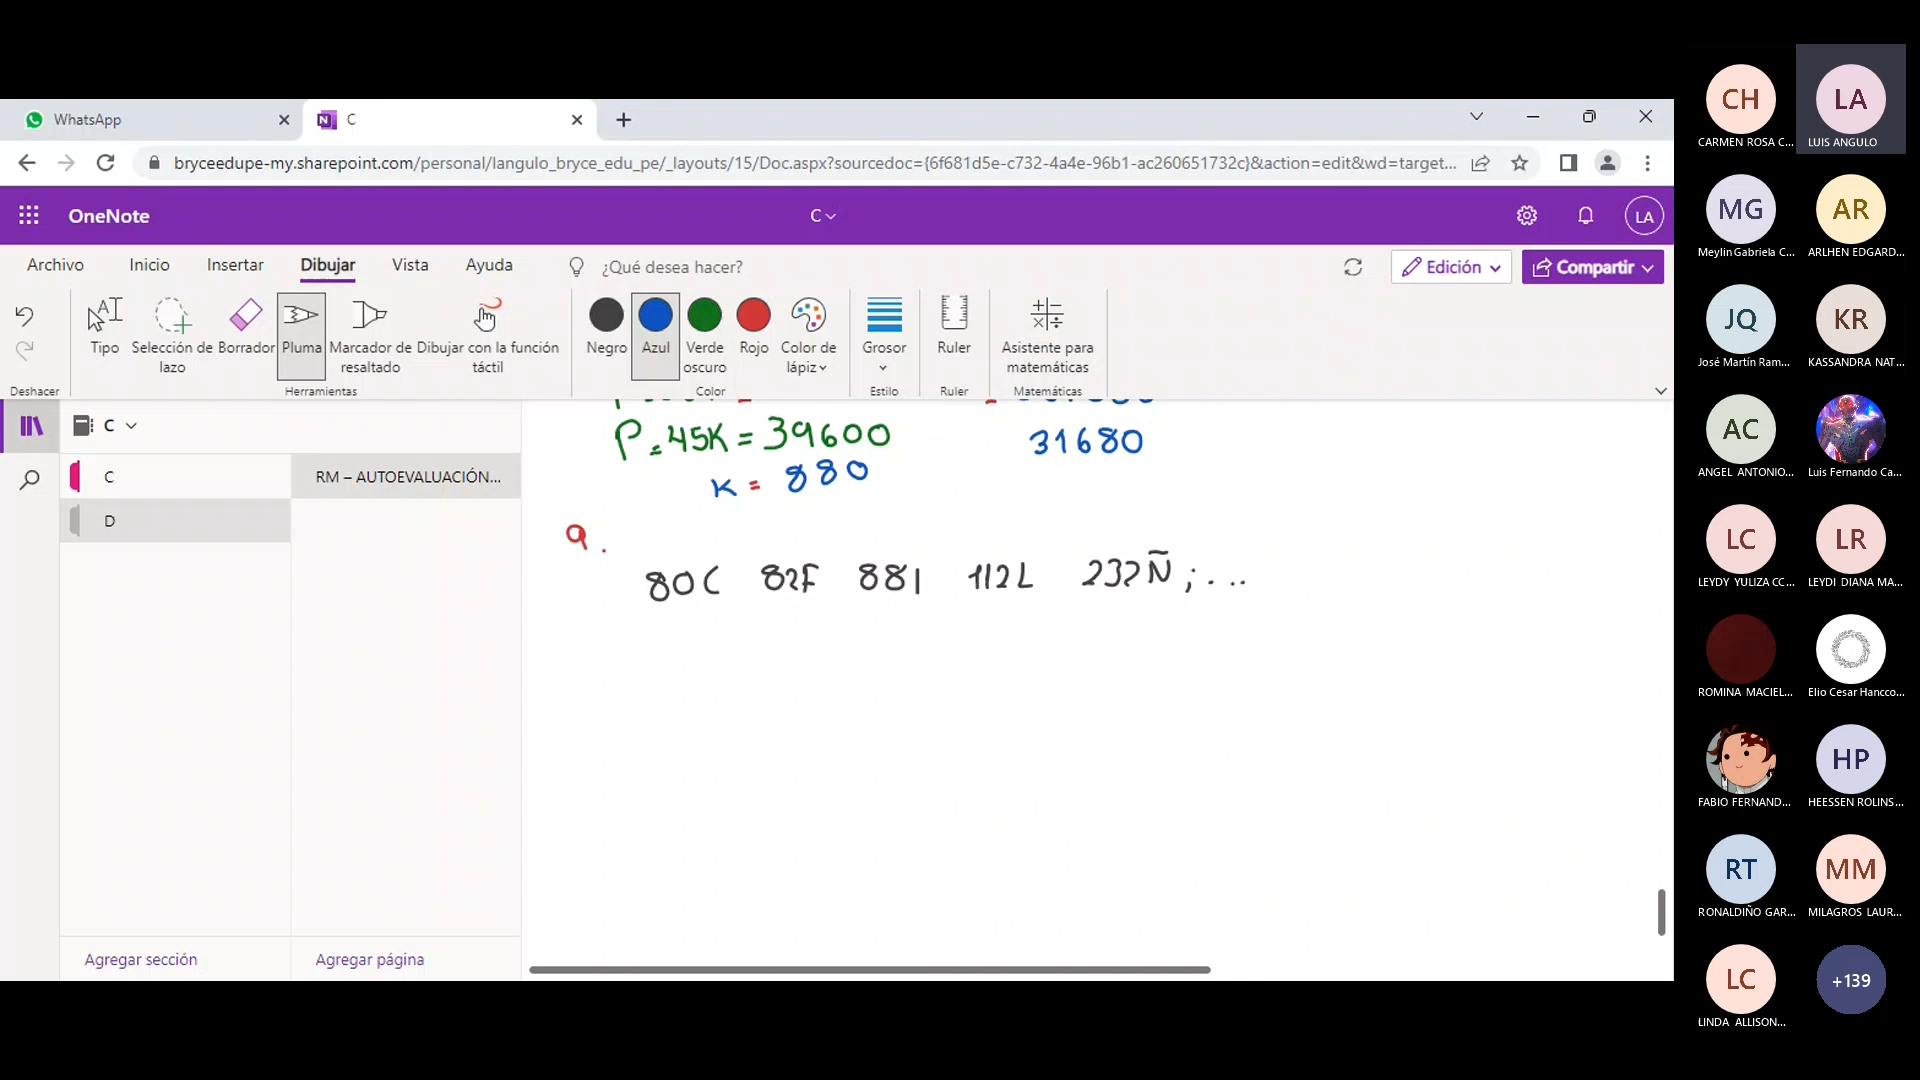 WhatsApp
C
bryceedupe-my.sharepoint.com/personal/langulo_bryce_edu_pe/_layouts/15/Doc.aspx?sourcedoc={6f681d5e-c732-4a4e-96b1-ac260651732c}&action=edit&wd=target...
OneNote
C
LA
Archivo Inicio Insertar Dibujar Vista Ayuda ¿Qué desea hacer? Edición Compartir
Tipo Selección de lazo Borrador Pluma Marcador de resaltado Dibujar con la función táctil Negro Azul Verde oscuro Rojo Color de lápiz Grosor Ruler Asistente para matemáticas
Deshacer Herramientas Color Estilo Ruler Matemáticas
C
C
D
RM – AUTOEVALUACIÓN...
Agregar sección
Agregar página
P=45K = 39600
31680
K = 880
9.
80C 82F 88I 112L 232Ñ ; ...
CH
CARMEN ROSA C...
LA
LUIS ANGULO
MG
Meylin Gabriela C...
AR
ARLHEN EDGARD...
JQ
José Martín Ram...
KR
KASSANDRA NAT...
AC
ANGEL ANTONIO...
Luis Fernando Ca...
LC
LEYDY YULIZA CC...
LR
LEYDI DIANA MA...
ROMINA MACIEL...
Elio Cesar Hancco...
FABIO FERNAND...
HP
HEESSEN ROLINS...
RT
RONALDIÑO GAR...
MM
MILAGROS LAUR...
LC
LINDA ALLISON...
+139